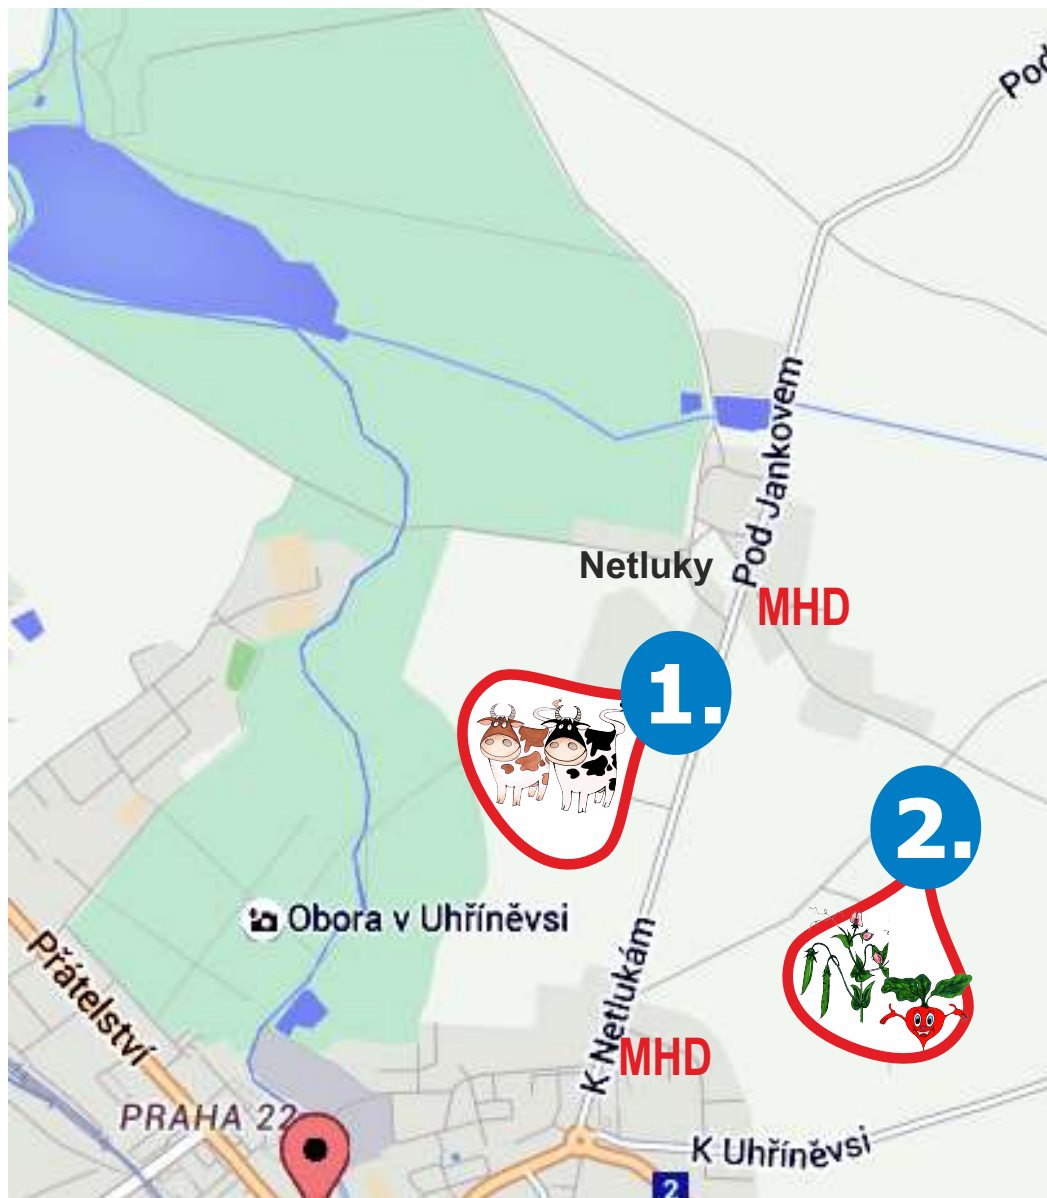 Pod
Pod Jankovem
Netluky
MHD
1.
2.
Obora v Uhříněvsi
Přátelství
K Netlukám
MHD
PRAHA 22
K Uhříněvsi
2